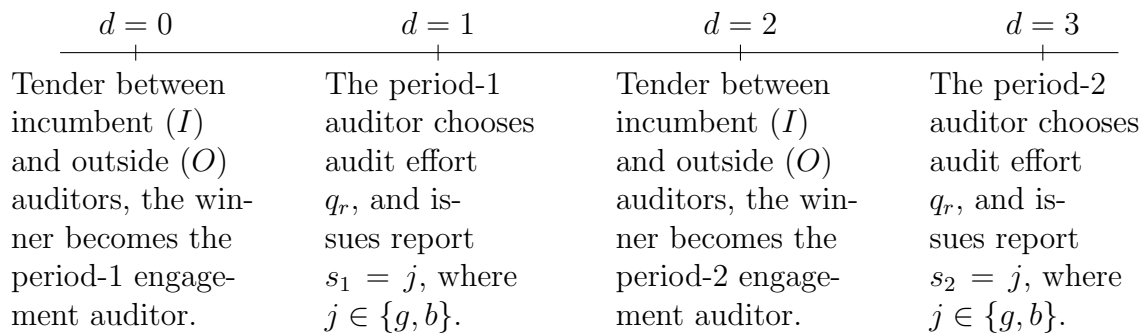 d = 0 d = 1 d = 2 d = 3
Tender between The period-1 Tender between The period-2
incumbent (I) auditor chooses incumbent (I) auditor chooses
and outside (O) audit effort and outside (O) audit effort
auditors, the win- q_r, and is- auditors, the win- q_r, and is-
ner becomes the sues report ner becomes the sues report
period-1 engage- s_1 = j, where period-2 engage- s_2 = j, where
ment auditor. j ∈ {g, b}. ment auditor. j ∈ {g, b}.